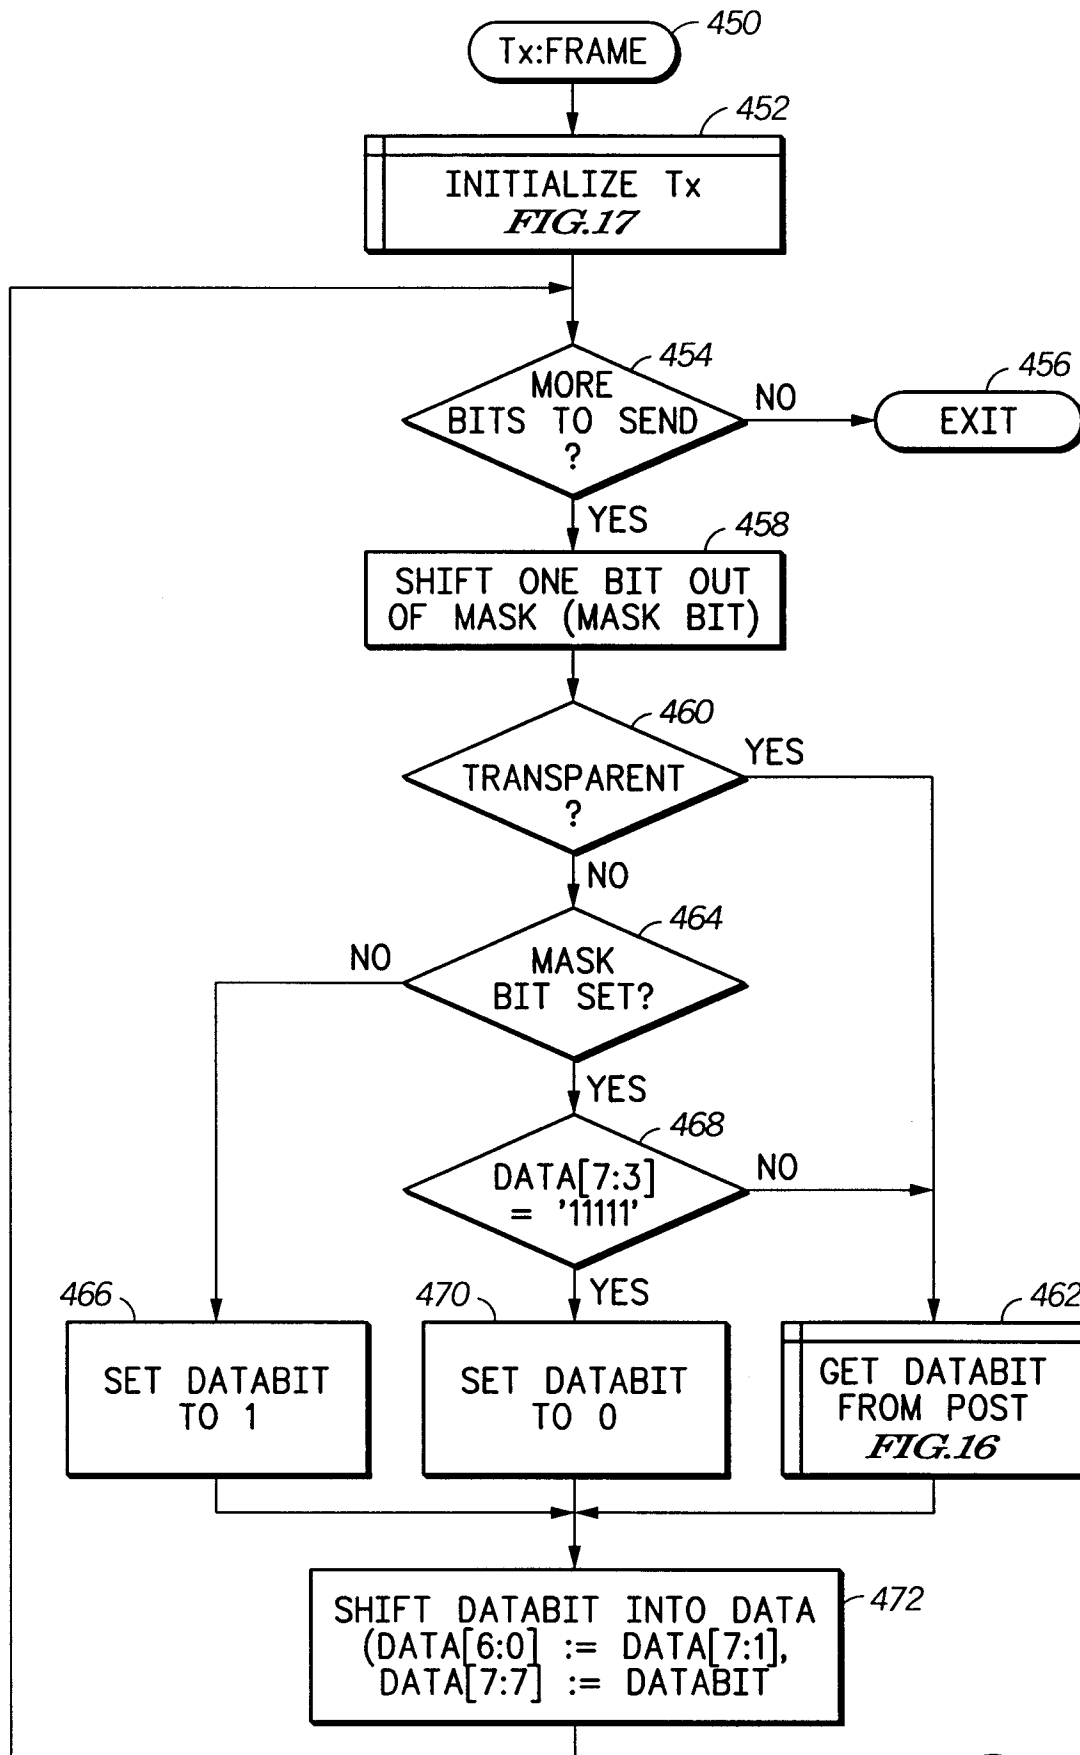 450
Tx:FRAME
452
INITIALIZE Tx
FIG.17
454
MORE
BITS TO SEND
?
NO
456
EXIT
YES
458
SHIFT ONE BIT OUT
OF MASK (MASK BIT)
460
TRANSPARENT
?
YES
NO
464
MASK
BIT SET?
NO
YES
468
DATA[7:3]
= '11111'
NO
YES
466
SET DATABIT
TO 1
470
SET DATABIT
TO 0
462
GET DATABIT
FROM POST
FIG.16
472
SHIFT DATABIT INTO DATA
(DATA[6:0] := DATA[7:1],
DATA[7:7] := DATABIT